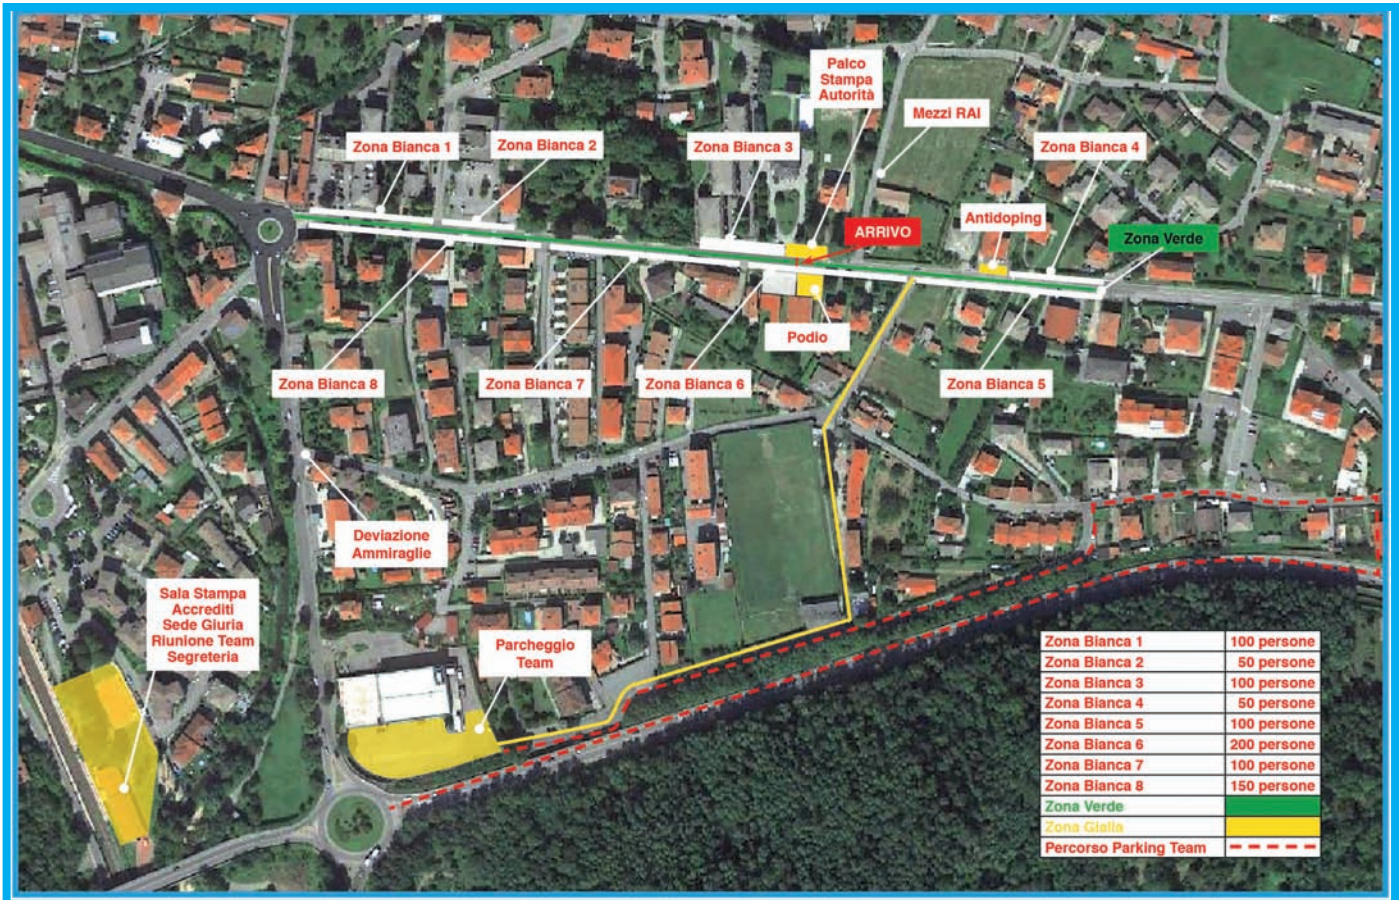 Palco
Stampa
Autorità
Mezzi RAI
Zona Bianca 1
Zona Bianca 2
Zona Bianca 3
Zona Bianca 4
Antidoping
ARRIVO
Zona Verde
Podio
Zona Bianca 8
Zona Bianca 7
Zona Bianca 6
Zona Bianca 5
Deviazione
Ammiraglie
Sala Stampa
Accrediti
Sede Giuria
Riunione Team
Segreteria
Parcheggio
Team
Zona Bianca 1 100 persone
Zona Bianca 2 50 persone
Zona Bianca 3 100 persone
Zona Bianca 4 50 persone
Zona Bianca 5 100 persone
Zona Bianca 6 200 persone
Zona Bianca 7 100 persone
Zona Bianca 8 150 persone
Zona Verde
Zona Gialla
Percorso Parking Team